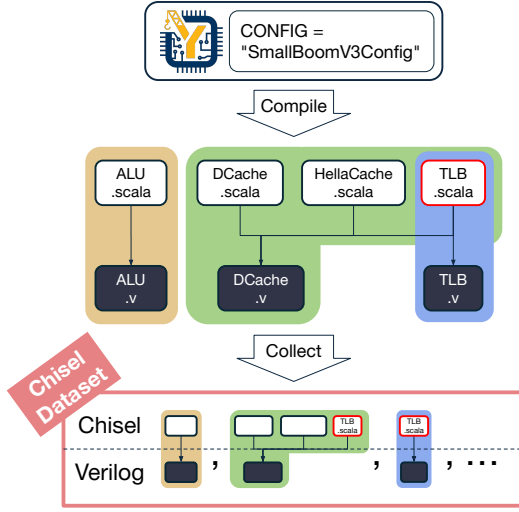 CONFIG =
"SmallBoomV3Config"
Compile
ALU
.scala
DCache
.scala
HellaCache
.scala
TLB
.scala
ALU
.v
DCache
.v
TLB
.v
Collect
Chisel
Dataset
Chisel
TLB
.scala
TLB
.scala
Verilog
, , , ...